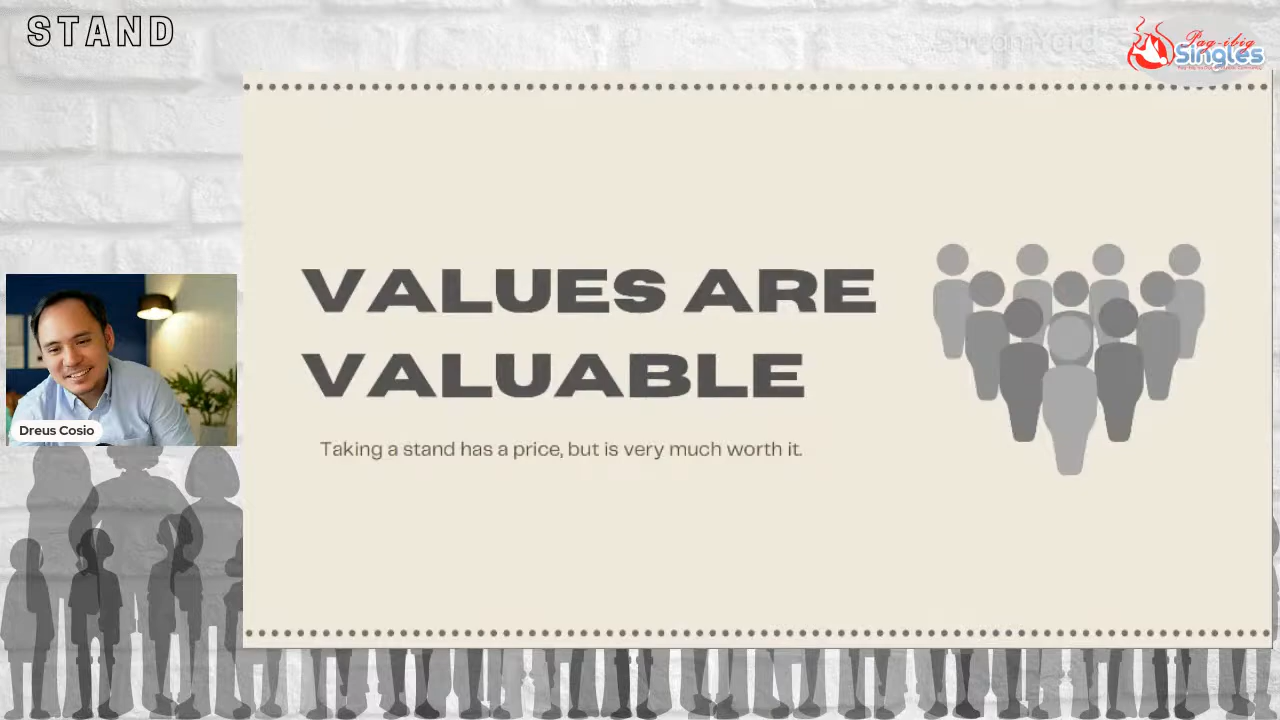 STAND
StreamYard
Pag-ibig
Singles
VALUES ARE
VALUABLE
Taking a stand has a price, but is very much worth it.
Dreus Cosio